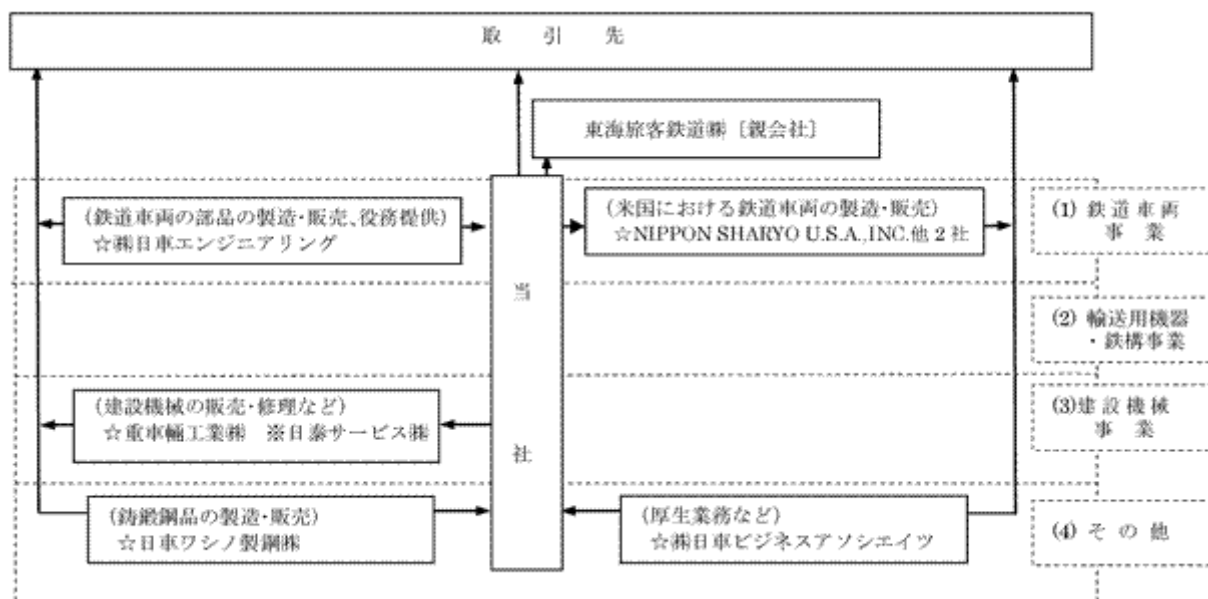 取引先
東海旅客鉄道㈱〔親会社〕
(鉄道車両の部品の製造・販売、役務提供)
☆㈱日車エンジニアリング
(米国における鉄道車両の製造・販売)
☆NIPPON SHARYO U.S.A.,INC.他2社
(1) 鉄道車両
事業
当社
(2) 輸送用機器
・鉄構事業
(建設機械の販売・修理など)
☆重車輛工業㈱ ※日泰サービス㈱
(3)建設機械
事業
(鋳鍛鋼品の製造・販売)
☆日車ワシノ製鋼㈱
(厚生業務など)
☆㈱日車ビジネスアソシエイツ
(4) その他